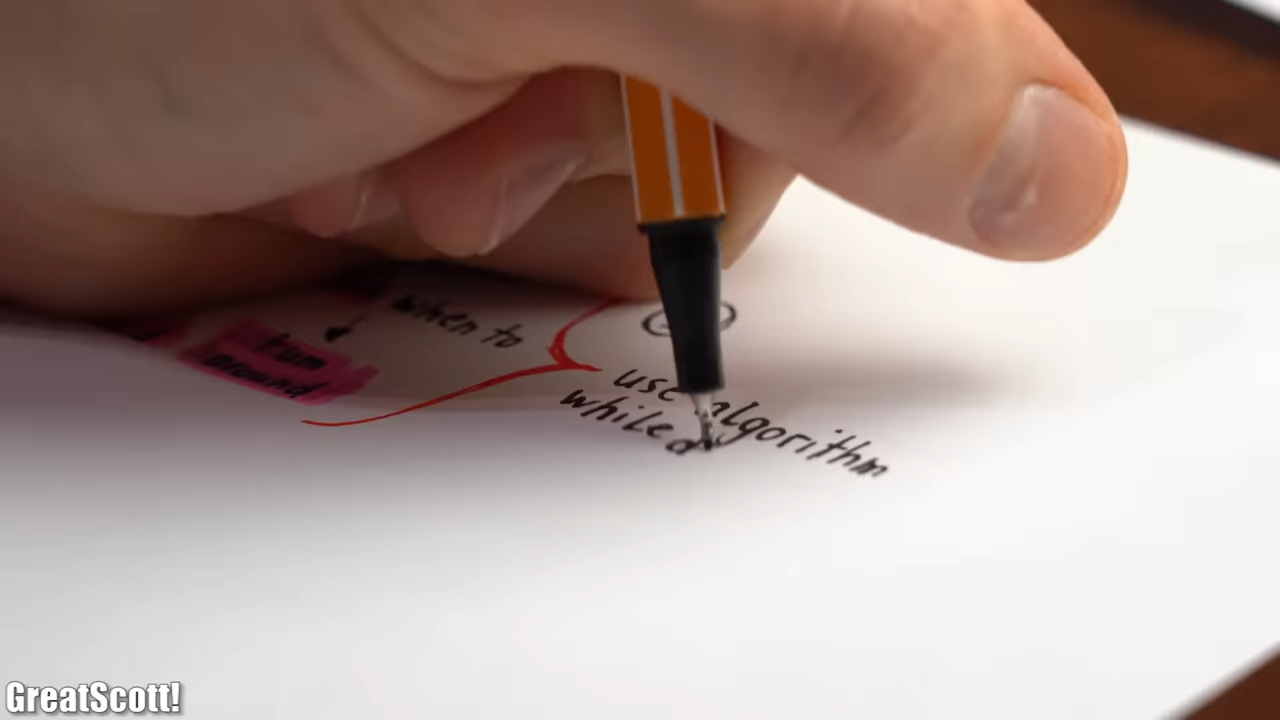 When to
from
around
use algorithm
while
GreatScott!